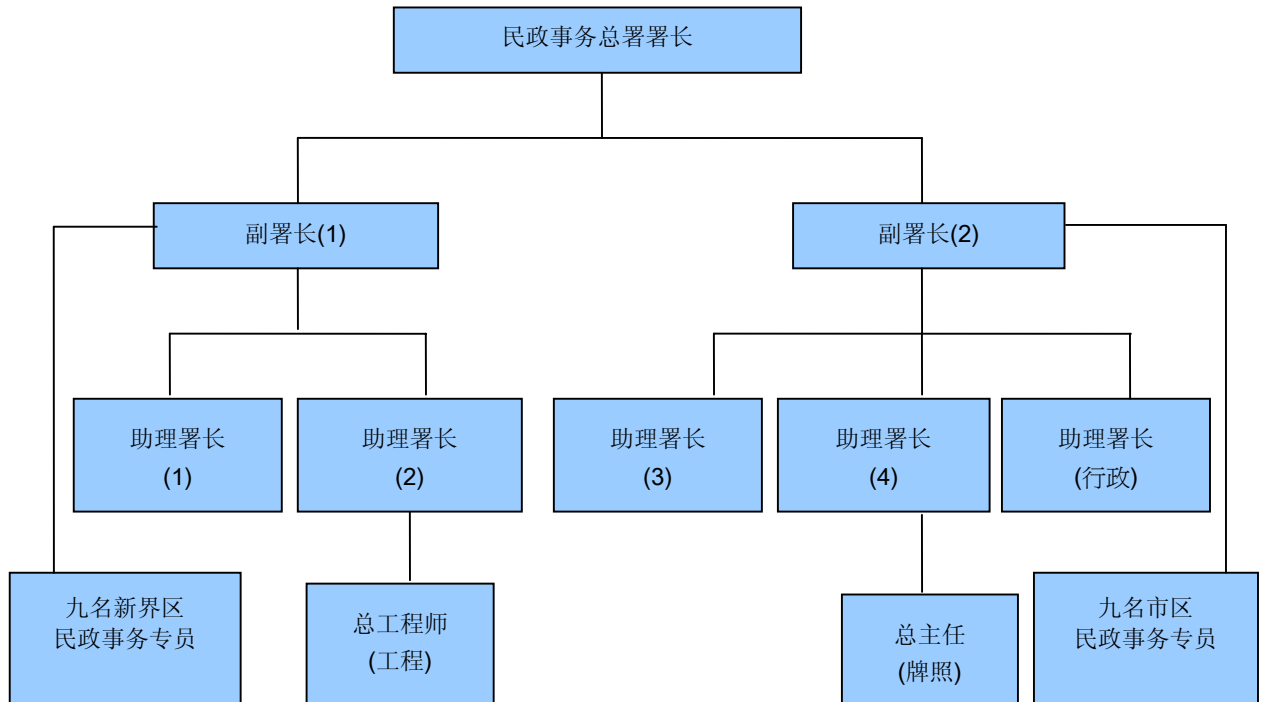 民政事务总署署长
副署长(1)
副署长(2)
助理署长
(1)
助理署长
(2)
助理署长
(3)
助理署长
(4)
助理署长
(行政)
九名新界区
民政事务专员
总工程师
(工程)
总主任
(牌照)
九名市区
民政事务专员